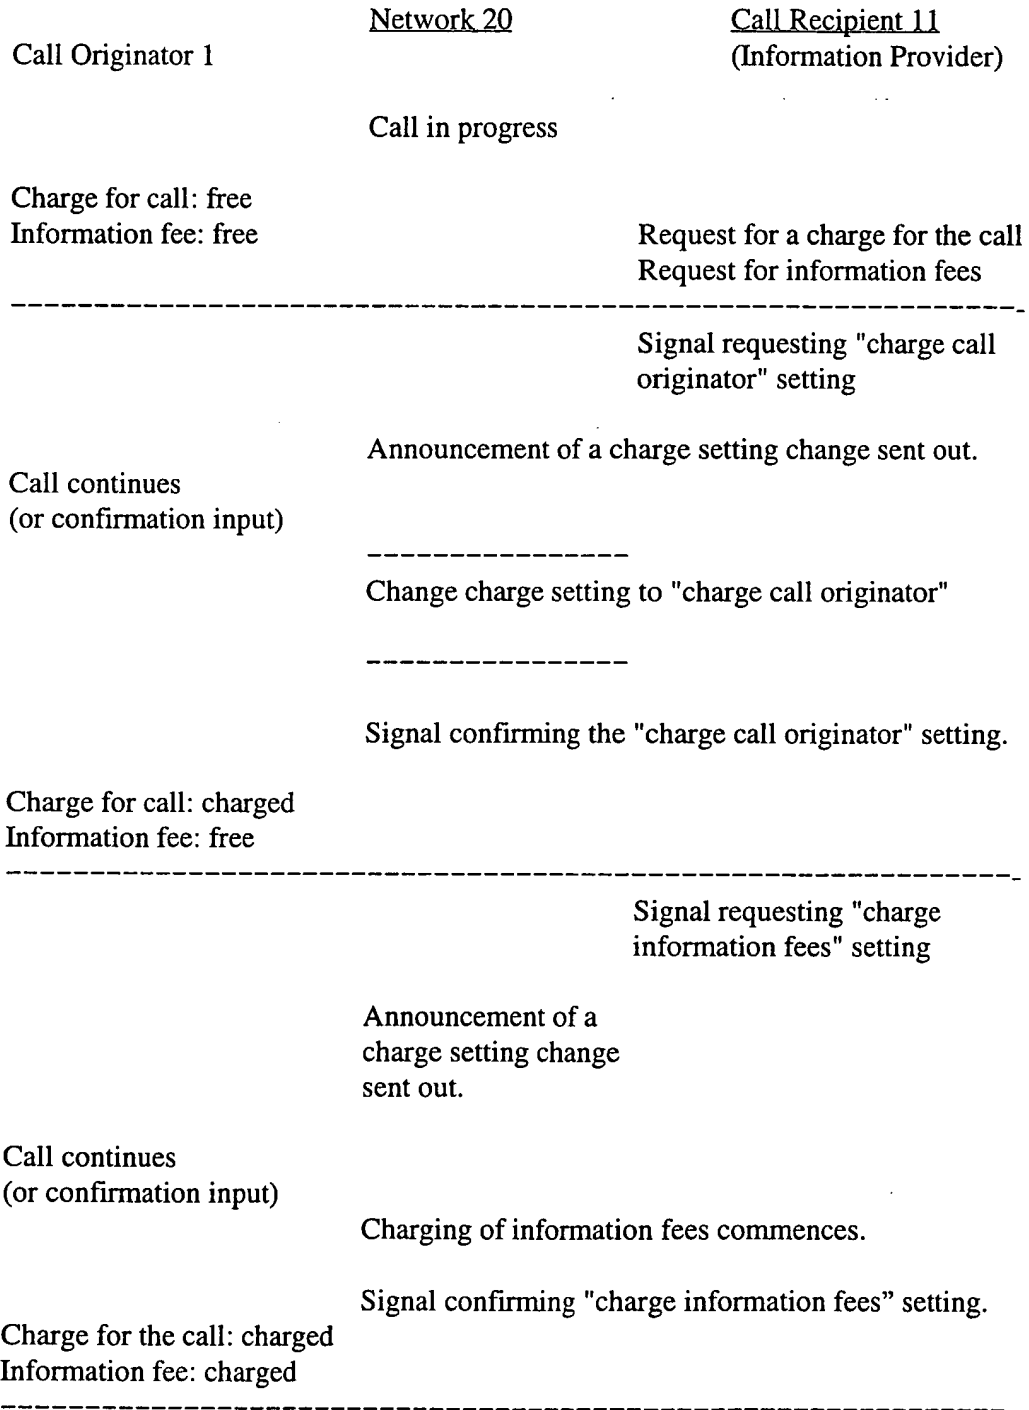 Network 20
Call Recipient 11
Call Originator 1
(Information Provider)
Call in progress
Charge for call: free
Information fee: free
Request for a charge for the call
Request for information fees
Signal requesting "charge call
originator" setting
Announcement of a charge setting change sent out.
Call continues
(or confirmation input)
Change charge setting to "charge call originator"
Signal confirming the "charge call originator" setting.
Charge for call: charged
Information fee: free
Signal requesting "charge
information fees" setting
Announcement of a
charge setting change
sent out.
Call continues
(or confirmation input)
Charging of information fees commences.
Signal confirming "charge information fees” setting.
Charge for the call: charged
Information fee: charged